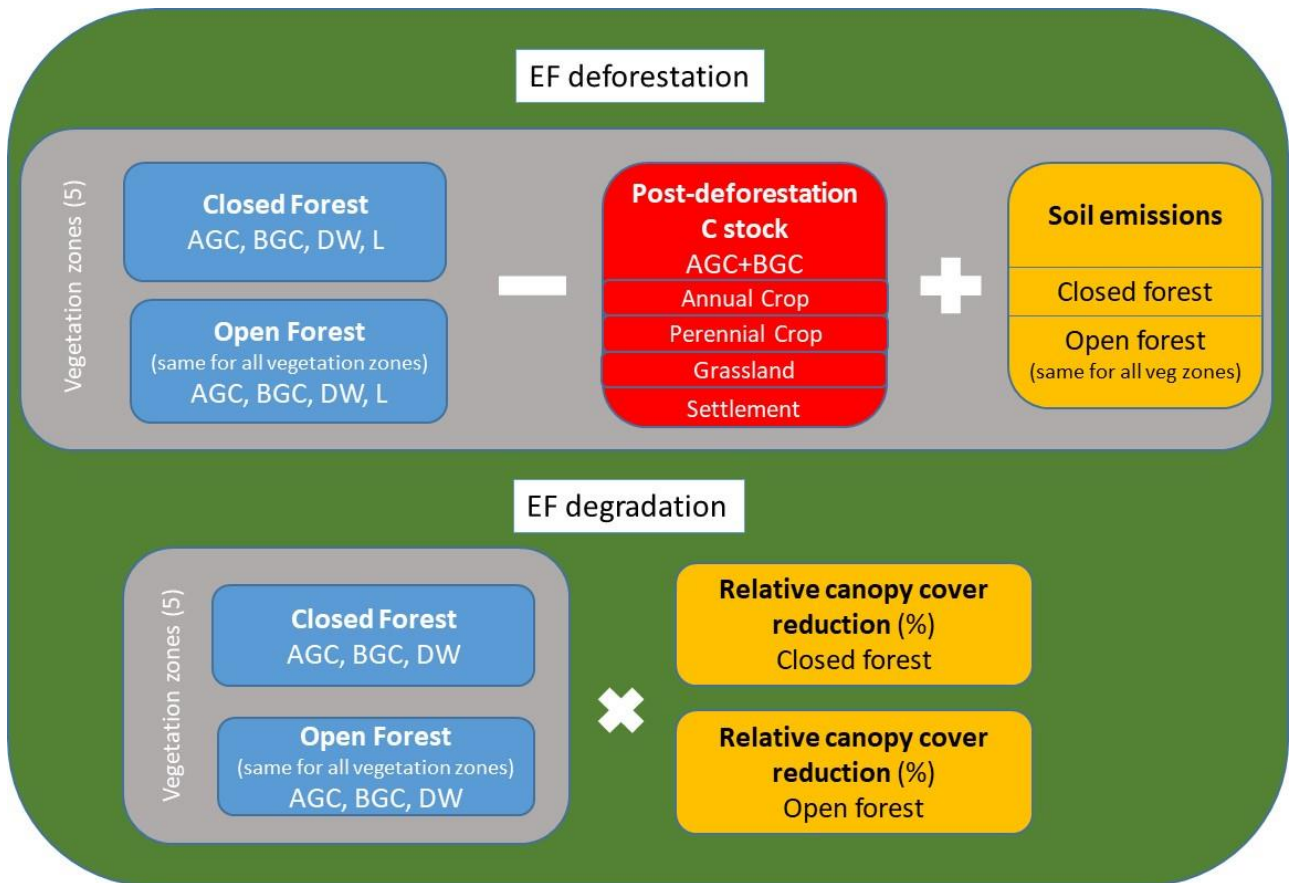 EF deforestation
Vegetation zones (5)
Closed Forest
AGC, BGC, DW, L
Open Forest
(same for all vegetation zones)
AGC, BGC, DW, L
Post-deforestation
C stock
AGC+BGC
Annual Crop
Perennial Crop
Grassland
Settlement
Soil emissions
Closed forest
Open forest
(same for all veg zones)
EF degradation
Vegetation zones (5)
Closed Forest
AGC, BGC, DW
Open Forest
(same for all vegetation zones)
AGC, BGC, DW
Relative canopy cover
reduction (%)
Closed forest
Relative canopy cover
reduction (%)
Open forest